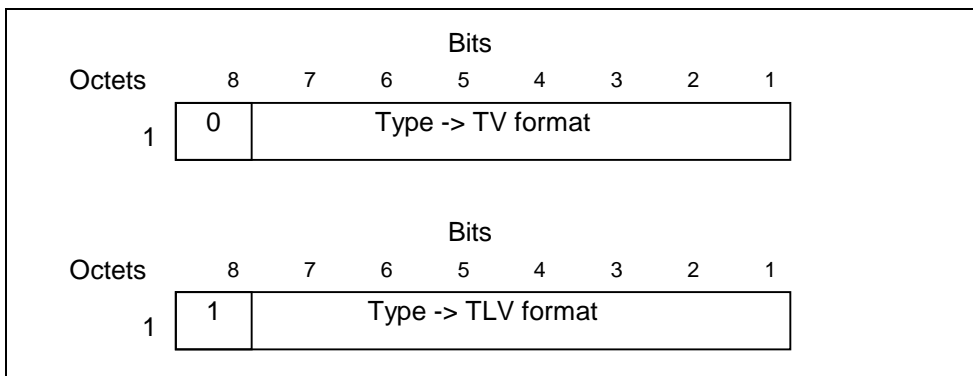 Bits
Octets 8 7 6 5 4 3 2 1
1 0 Type -> TV format
Bits
Octets 8 7 6 5 4 3 2 1
1 1 Type -> TLV format